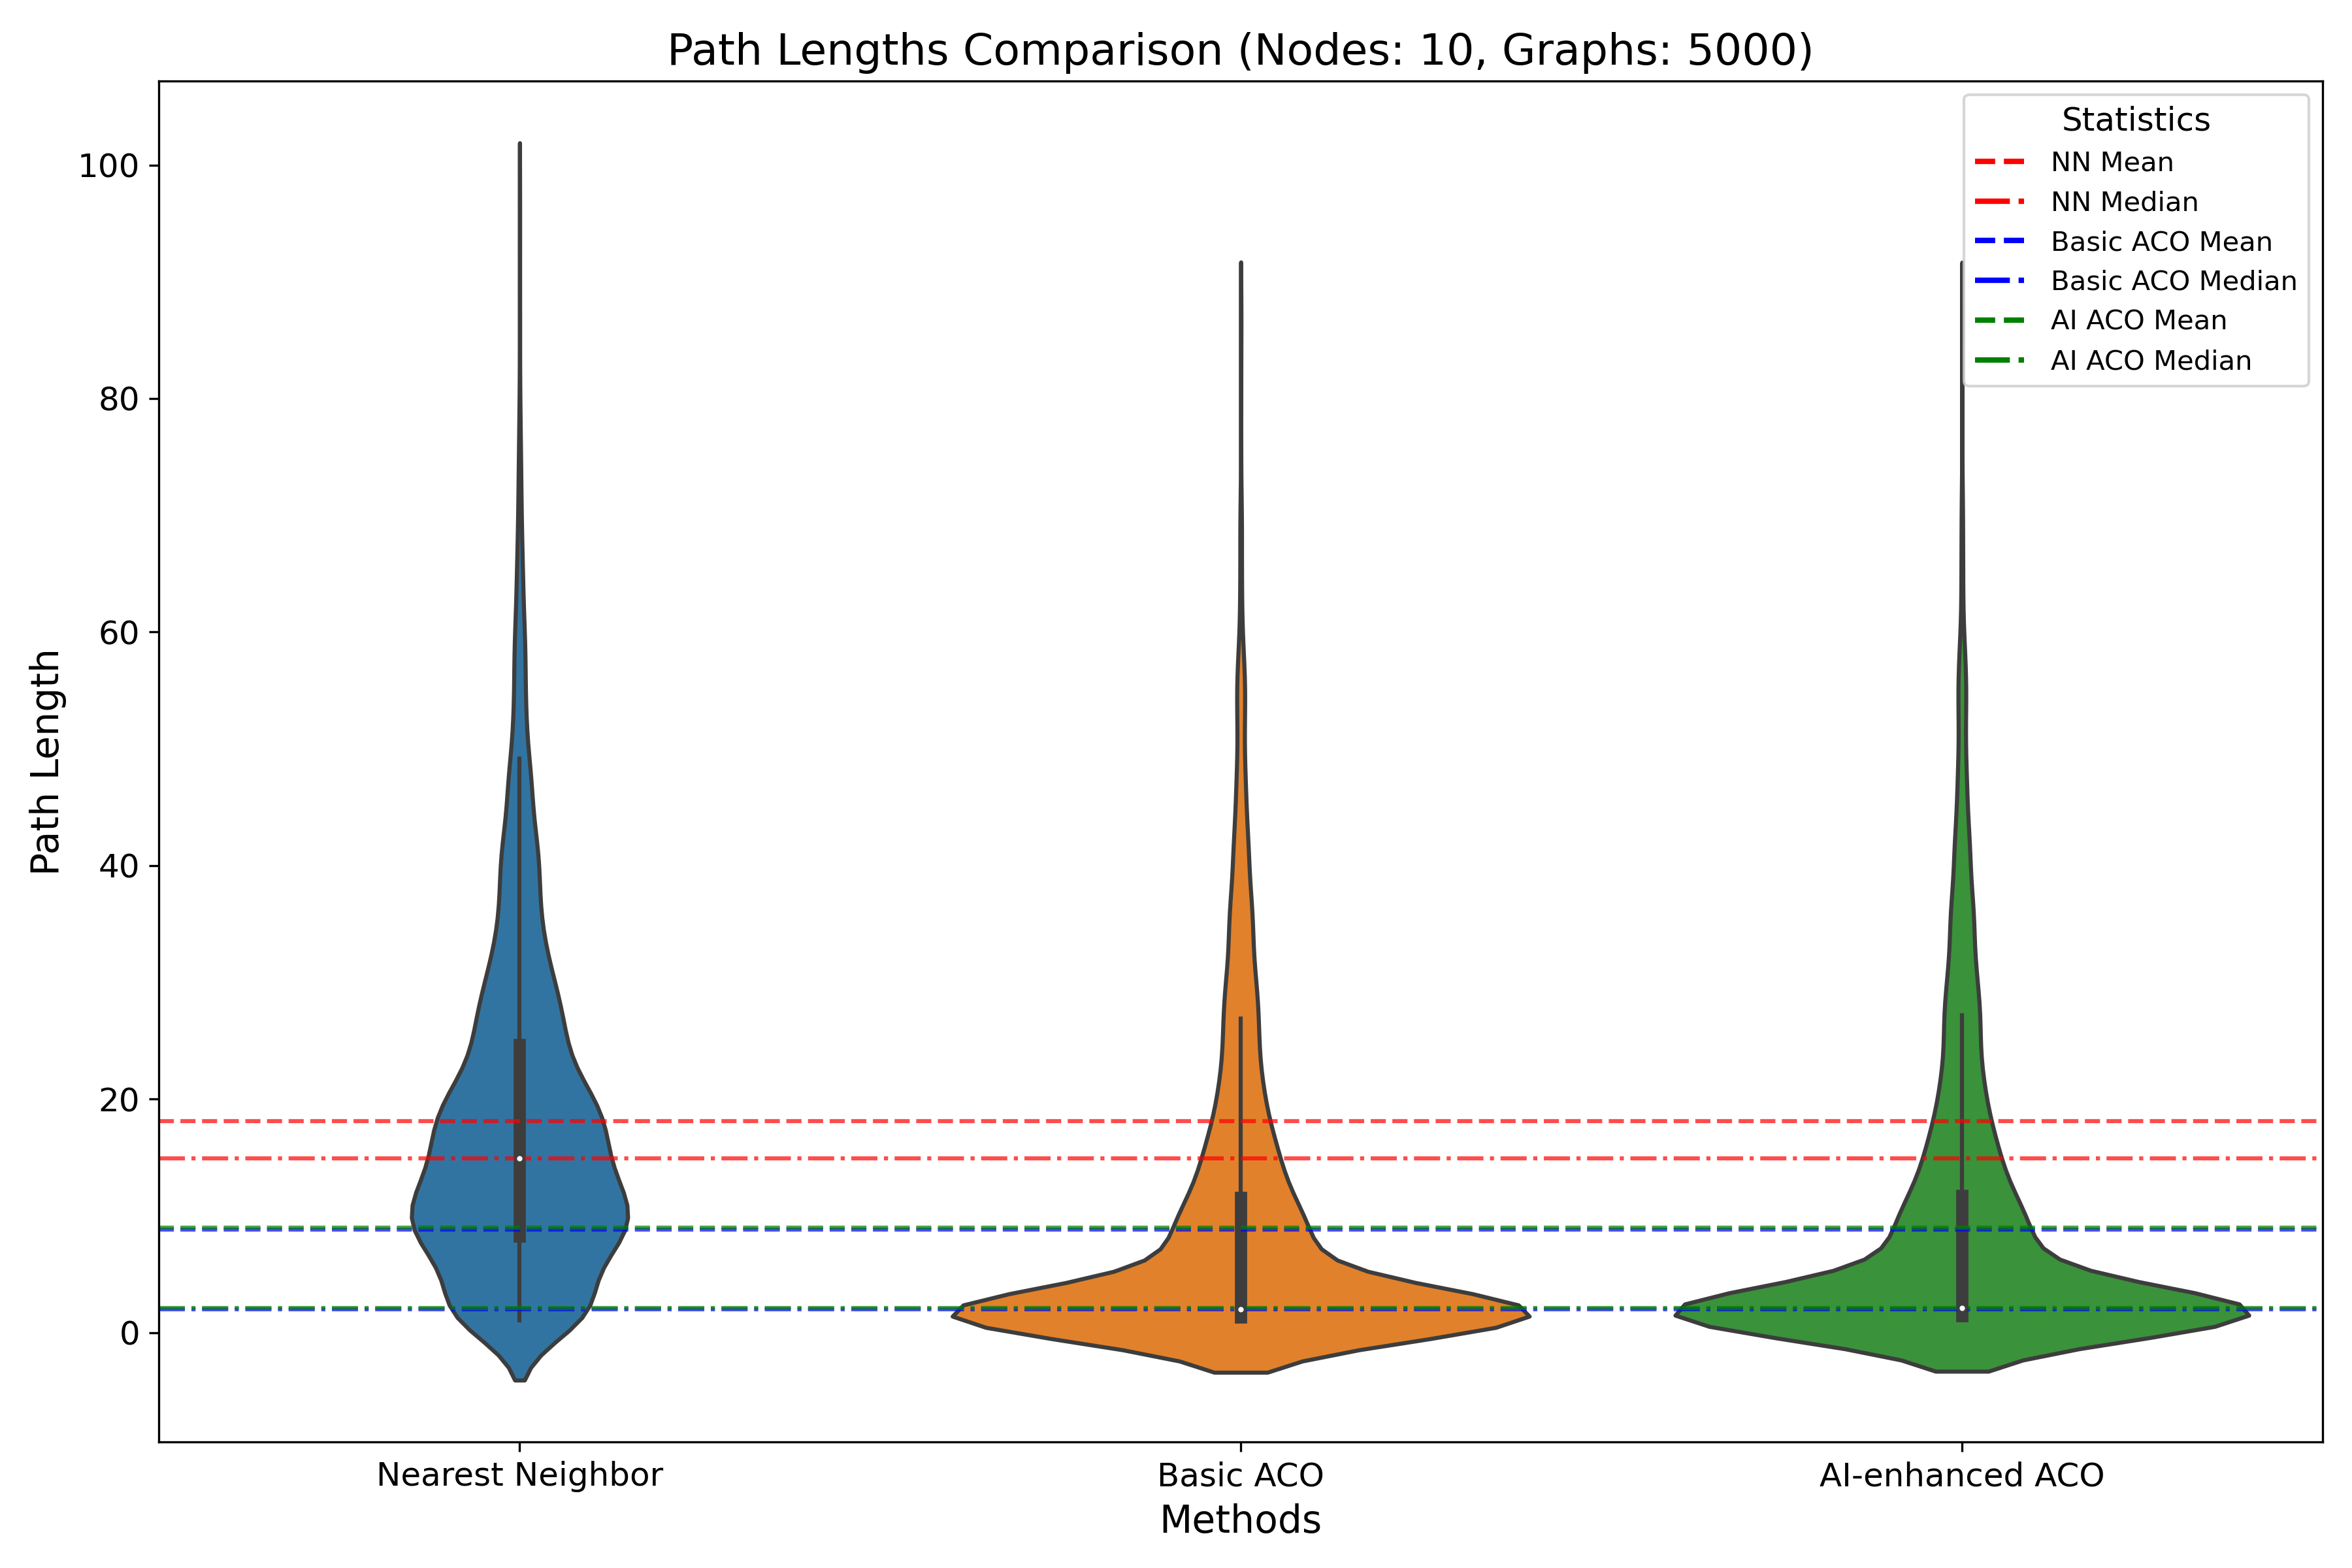 Path Lengths Comparison (Nodes: 10, Graphs: 5000)
Statistics
NN Mean
NN Median
Basic ACO Mean
Basic ACO Median
AI ACO Mean
AI ACO Median
Path Length
100
80
60
40
20
0
Nearest Neighbor
Basic ACO
AI-enhanced ACO
Methods